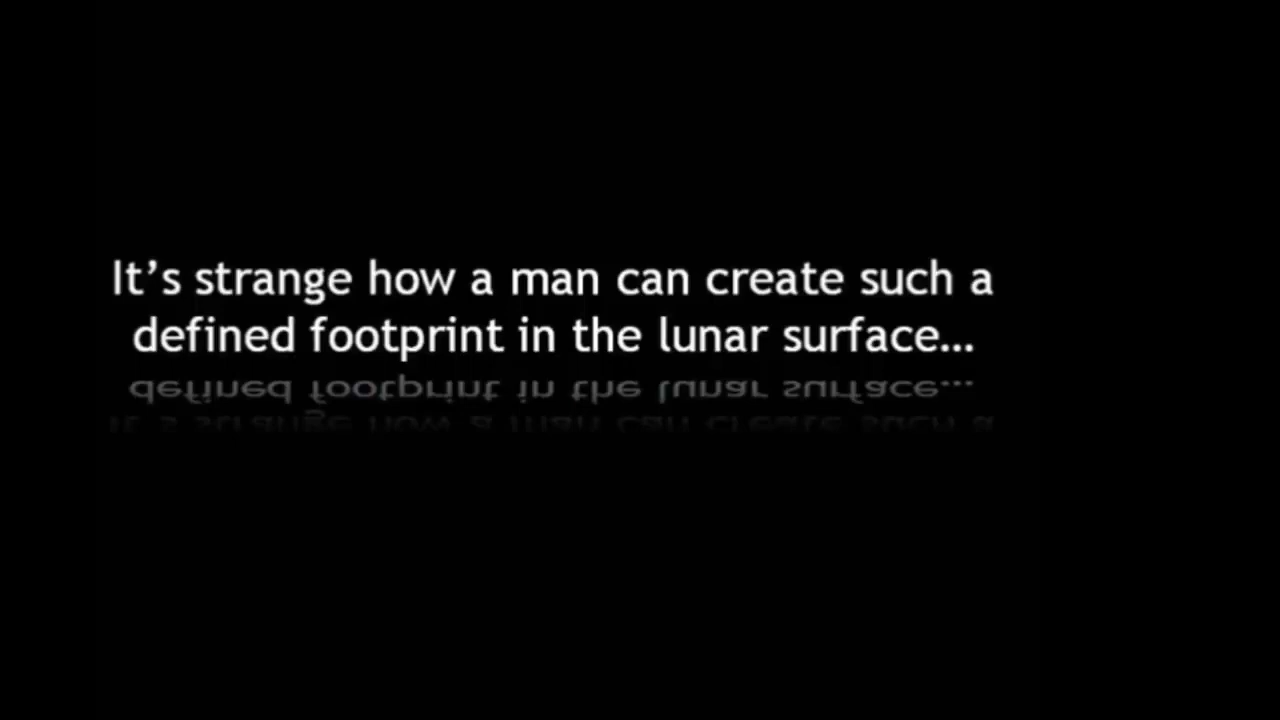 It’s strange how a man can create such a
defined footprint in the lunar surface…